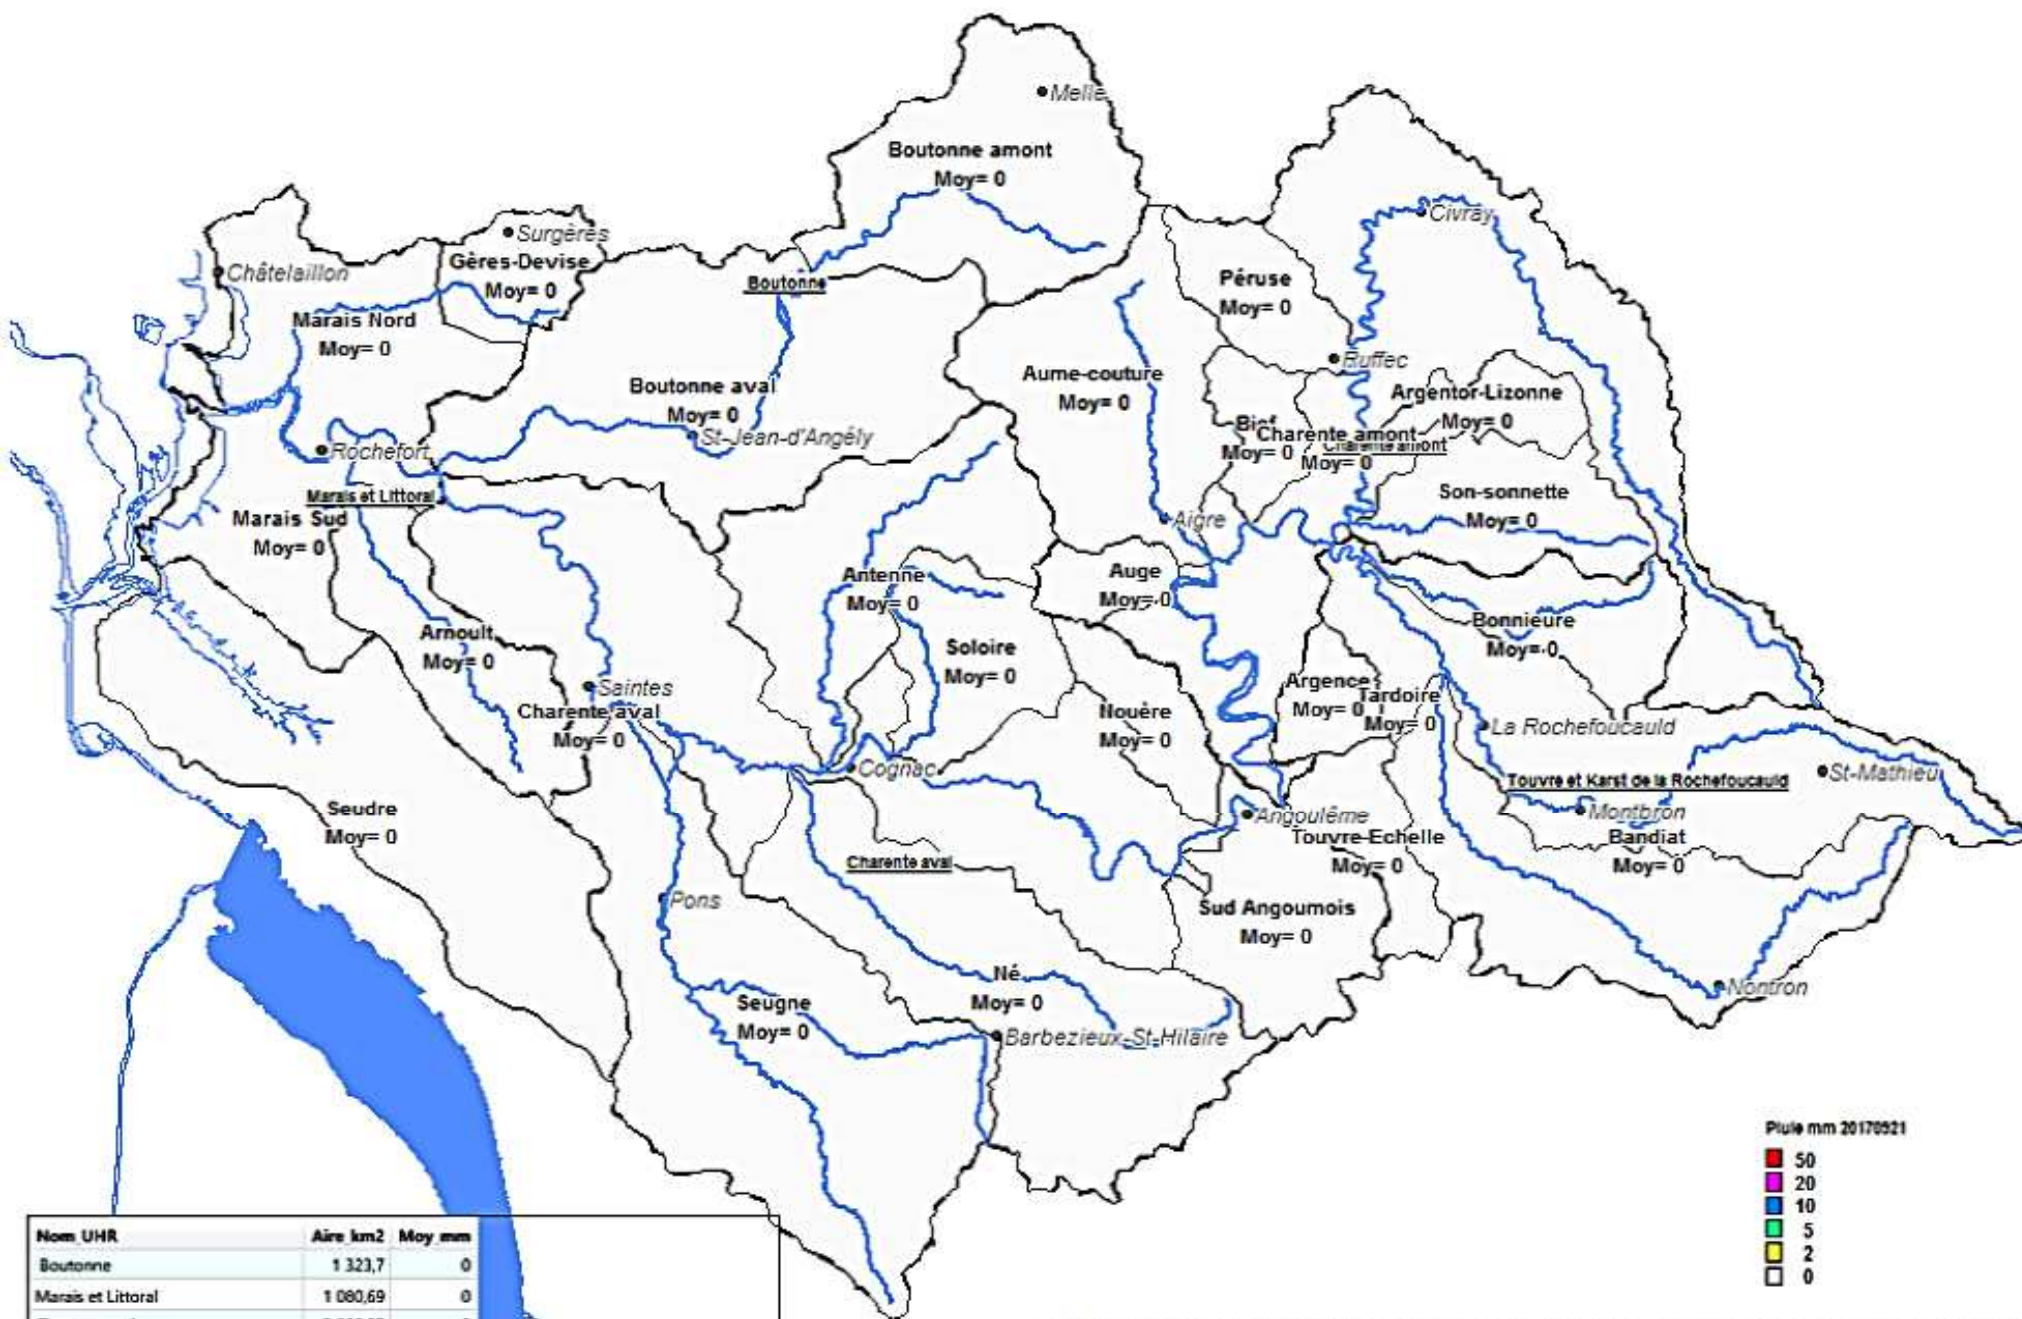 Melle
Boutonne amont
Moy= 0
Civray
Surgères
Châtelaillon
Gères-Devise
Moy= 0
Boutonne
Péruse
Moy= 0
Marais Nord
Moy= 0
Ruffec
Boutonne aval
Moy= 0
Aume-couture
Moy= 0
Argentor-Lizonne
Moy= 0
St-Jean-d'Angély
Bief
Moy= 0
Charente amont
Charente amont
Moy= 0
Rochefort
Marais et Littoral
Marais Sud
Moy= 0
Son-sonnette
Moy= 0
Aigre
Antenne
Moy= 0
Auge
Moy= 0
Arnoult
Moy= 0
Soloire
Moy= 0
Bonnieure
Moy= 0
Saintes
Charente aval
Moy= 0
Nouère
Moy= 0
Argence
Moy= 0
Tardoire
Moy= 0
La Rochefoucauld
Cognac
Touvre et Karst de la Rochefoucauld
St-Mathieu
Seudre
Moy= 0
Angoulême
Montbron
Touvre-Echelle
Moy= 0
Bandiat
Moy= 0
Charente aval
Pons
Sud Angoumois
Moy= 0
Né
Moy= 0
Nontron
Seugne
Moy= 0
Barbezieux-St-Hilaire
Pluie mm 20170921
50
20
10
5
2
0
Nom_UHR Aire_km2 Moy_mm
Boutonne 1 323,7 0
Marais et Littoral 1 080,69 0